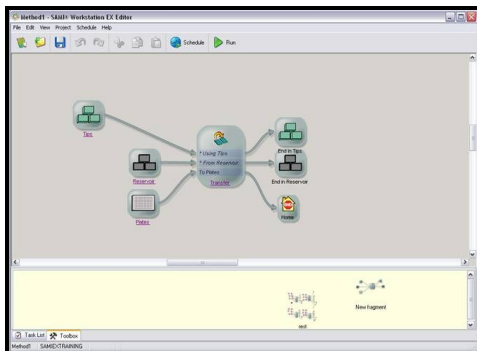 Method1 - SAMI® Workstation EX Editor
File Edit View Project Schedule Help
Schedule Run
Tips
* Using Tips
* From Reservoir
To Plates
Transfer
Reservoir
Plates
End in Tips
End in Reservoir
Home
New fragment
test
Task List Toolbox
Method1 SAMIEXTRAINING